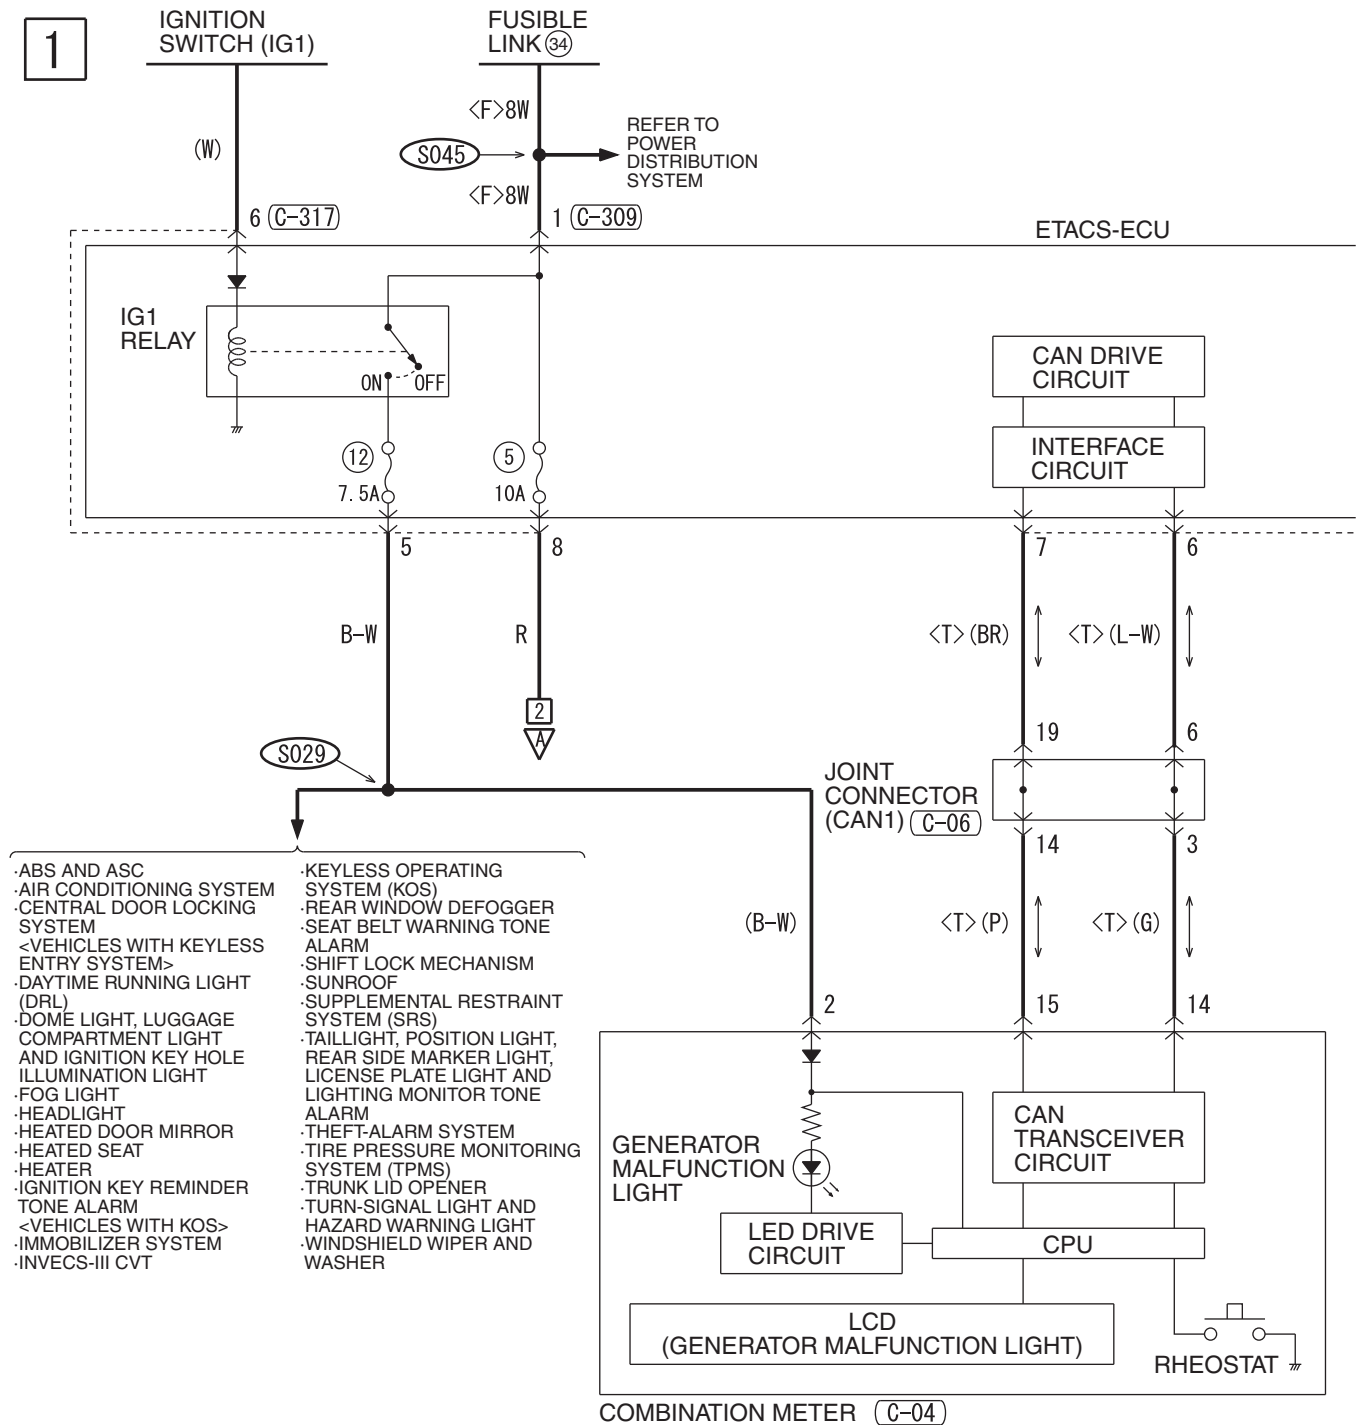 1
IGNITION
SWITCH (IG1)
FUSIBLE
LINK 34
<F>8W
(W)
S045
REFER TO
POWER
DISTRIBUTION
SYSTEM
<F>8W
6 C-317
1 C-309
ETACS-ECU
IG1
RELAY
ON
OFF
CAN DRIVE
CIRCUIT
INTERFACE
CIRCUIT
12
7.5A
5
10A
5
8
7
6
B-W
R
<T>(BR)
<T>(L-W)
2
A
19
6
S029
JOINT
CONNECTOR
(CAN1) C-06
14
3
·ABS AND ASC
·AIR CONDITIONING SYSTEM
·CENTRAL DOOR LOCKING
SYSTEM
<VEHICLES WITH KEYLESS
ENTRY SYSTEM>
·DAYTIME RUNNING LIGHT
(DRL)
·DOME LIGHT, LUGGAGE
COMPARTMENT LIGHT
AND IGNITION KEY HOLE
ILLUMINATION LIGHT
·FOG LIGHT
·HEADLIGHT
·HEATED DOOR MIRROR
·HEATED SEAT
·HEATER
·IGNITION KEY REMINDER
TONE ALARM
<VEHICLES WITH KOS>
·IMMOBILIZER SYSTEM
·INVECS-III CVT
·KEYLESS OPERATING
SYSTEM (KOS)
·REAR WINDOW DEFOGGER
·SEAT BELT WARNING TONE
ALARM
·SHIFT LOCK MECHANISM
·SUNROOF
·SUPPLEMENTAL RESTRAINT
SYSTEM (SRS)
·TAILLIGHT, POSITION LIGHT,
REAR SIDE MARKER LIGHT,
LICENSE PLATE LIGHT AND
LIGHTING MONITOR TONE
ALARM
·THEFT-ALARM SYSTEM
·TIRE PRESSURE MONITORING
SYSTEM (TPMS)
·TRUNK LID OPENER
·TURN-SIGNAL LIGHT AND
HAZARD WARNING LIGHT
·WINDSHIELD WIPER AND
WASHER
(B-W)
<T>(P)
<T>(G)
2
15
14
GENERATOR
MALFUNCTION
LIGHT
CAN
TRANSCEIVER
CIRCUIT
LED DRIVE
CIRCUIT
CPU
LCD
(GENERATOR MALFUNCTION LIGHT)
RHEOSTAT
COMBINATION METER C-04